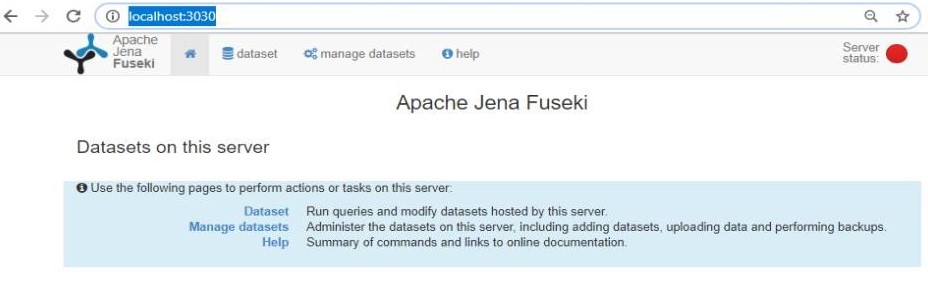 localhost:3030
Apache
Jena
Fuseki
dataset
manage datasets
help
Server
status:
Apache Jena Fuseki
Datasets on this server
Use the following pages to perform actions or tasks on this server:
Dataset Run queries and modify datasets hosted by this server.
Manage datasets Administer the datasets on this server, including adding datasets, uploading data and performing backups.
Help Summary of commands and links to online documentation.